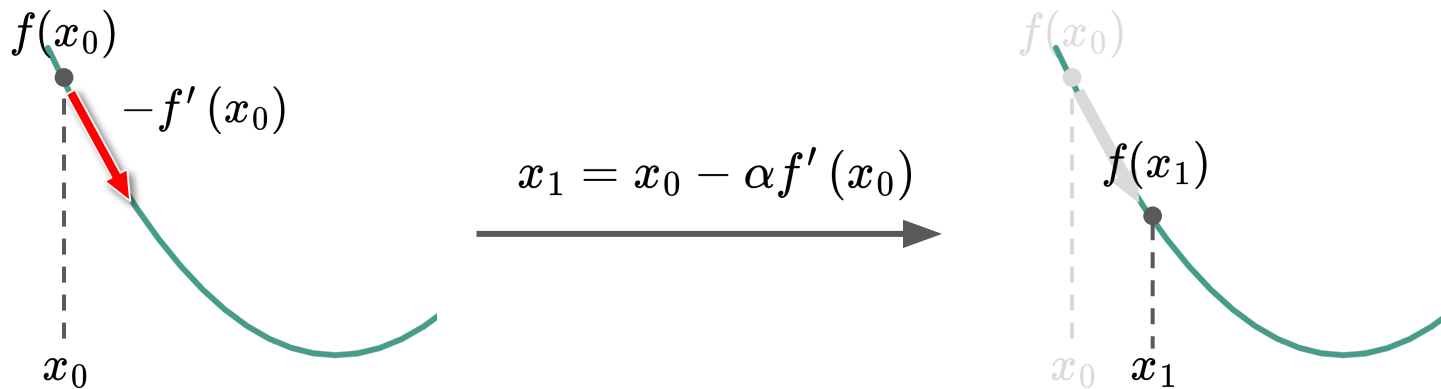 f(x₀)
−f′(x₀)
x₀
x₁ = x₀ − αf′(x₀)
f(x₀)
f(x₁)
x₀
x₁